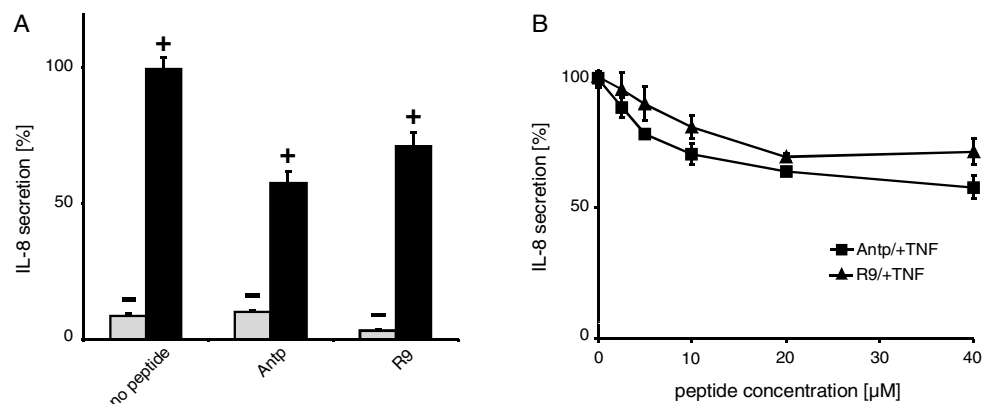 A
IL-8 secretion [%]
100
50
0
+
+
+
–
–
–
no peptide
Antp
R9
B
IL-8 secretion [%]
100
50
0
Antp/+TNF
R9/+TNF
0
10
20
30
40
peptide concentration [µM]